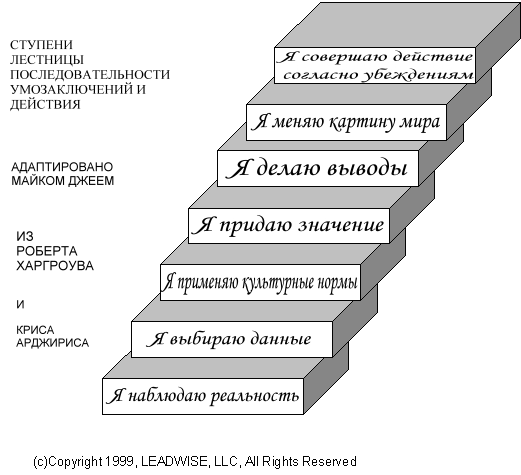 СТУПЕНИ
ЛЕСТНИЦЫ
ПОСЛЕДОВАТЕЛЬНОСТИ
УМОЗАКЛЮЧЕНИЙ И
ДЕЙСТВИЯ
АДАПТИРОВАНО
МАЙКОМ ДЖЕЕМ
ИЗ
РОБЕРТА
ХАРГРОУВА
И
КРИСА
АРДЖИРИСА
Я совершаю действие
согласно убеждениям
Я меняю картину мира
Я делаю выводы
Я придаю значение
Я применяю культурные нормы
Я выбираю данные
Я наблюдаю реальность
(c)Copyright 1999, LEADWISE, LLC, All Rights Reserved